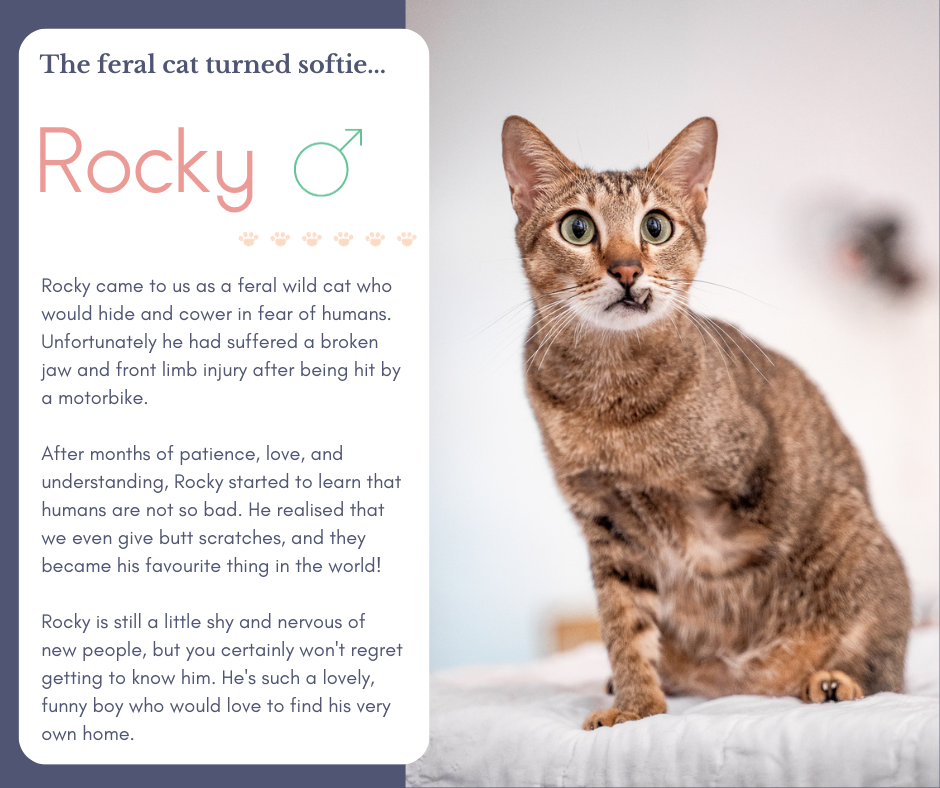 The feral cat turned softie...
Rocky
Rocky came to us as a feral wild cat who
would hide and cower in fear of humans.
Unfortunately he had suffered a broken
jaw and front limb injury after being hit by
a motorbike.
After months of patience, love, and
understanding, Rocky started to learn that
humans are not so bad. He realised that
we even give butt scratches, and they
became his favourite thing in the world!
Rocky is still a little shy and nervous of
new people, but you certainly won't regret
getting to know him. He's such a lovely,
funny boy who would love to find his very
own home.